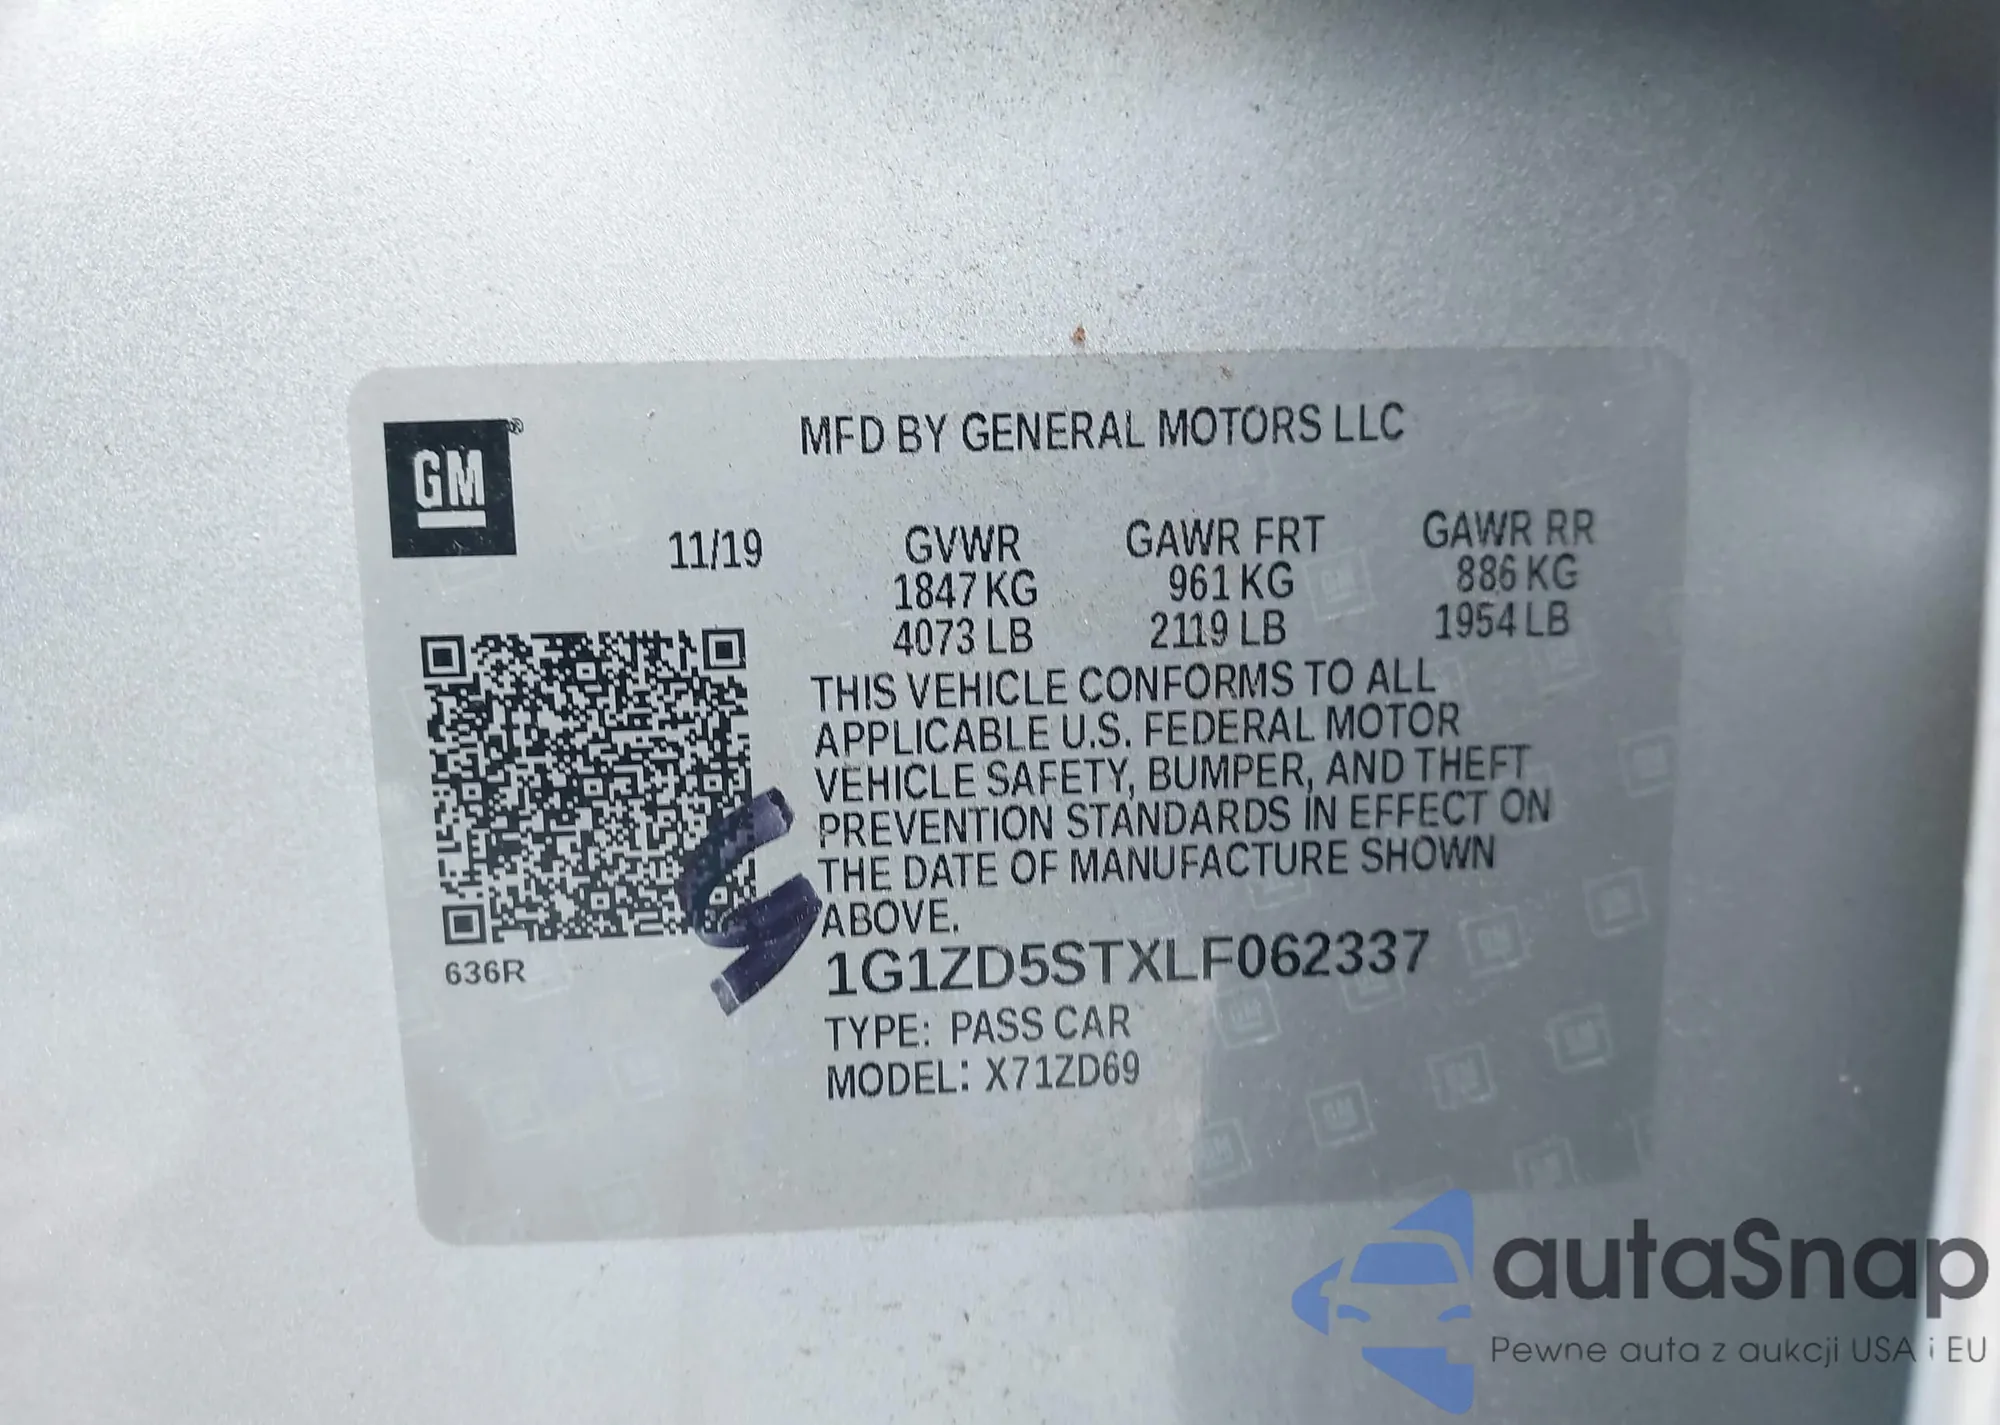 GM®
MFD BY GENERAL MOTORS LLC
11/19 GVWR GAWR FRT GAWR RR
1847 KG 961 KG 886 KG
4073 LB 2119 LB 1954 LB
THIS VEHICLE CONFORMS TO ALL
APPLICABLE U.S. FEDERAL MOTOR
VEHICLE SAFETY, BUMPER, AND THEFT
PREVENTION STANDARDS IN EFFECT ON
THE DATE OF MANUFACTURE SHOWN
ABOVE.
636R
1G1ZD5STXLF062337
TYPE: PASS CAR
MODEL: X71ZD69
autaSnap
Pewne auta z aukcji USA i EU